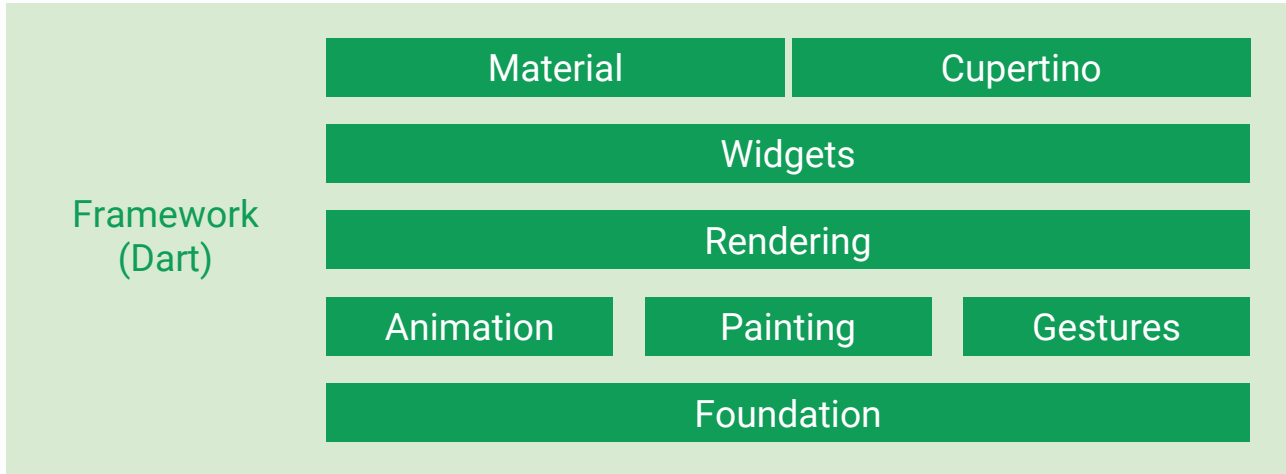 Material
Cupertino
Widgets
Framework
(Dart)
Rendering
Animation
Painting
Gestures
Foundation